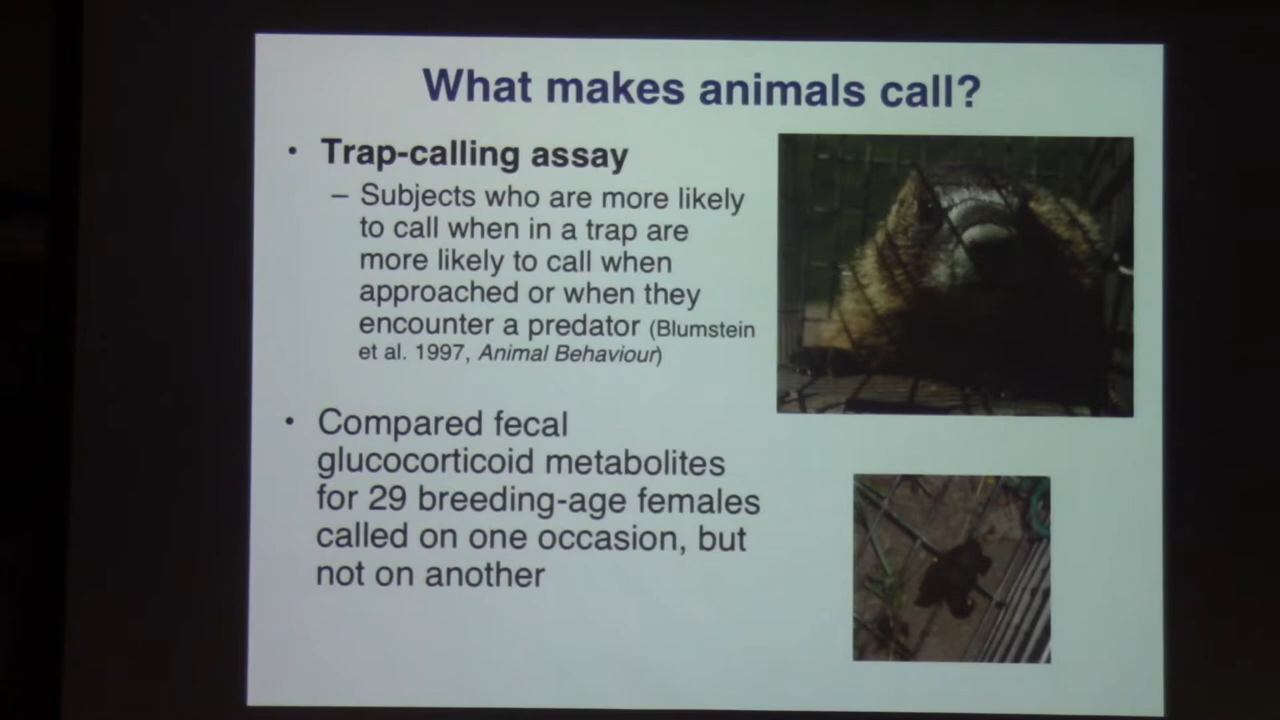 What makes animals call?
• Trap-calling assay
– Subjects who are more likely
to call when in a trap are
more likely to call when
approached or when they
encounter a predator (Blumstein
et al. 1997, Animal Behaviour)
• Compared fecal
glucocorticoid metabolites
for 29 breeding-age females
called on one occasion, but
not on another